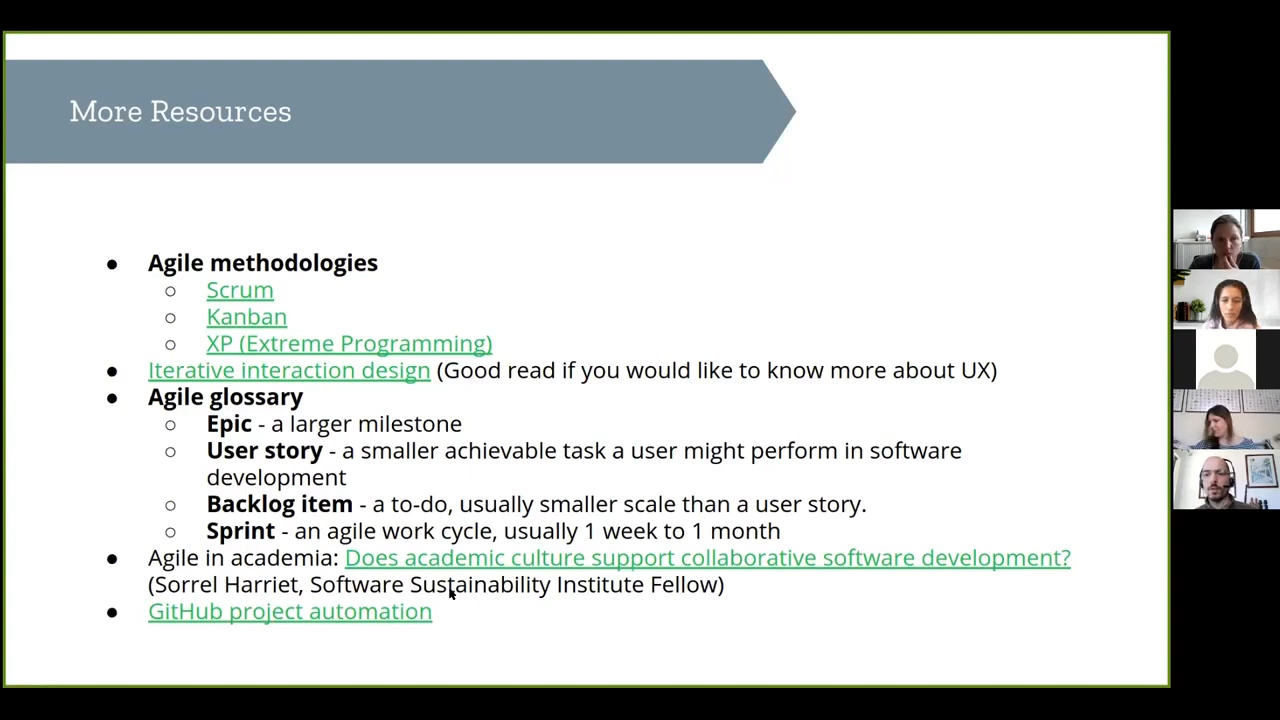 More Resources
● Agile methodologies
○ Scrum
○ Kanban
○ XP (Extreme Programming)
● Iterative interaction design (Good read if you would like to know more about UX)
● Agile glossary
○ Epic - a larger milestone
○ User story - a smaller achievable task a user might perform in software
development
○ Backlog item - a to-do, usually smaller scale than a user story.
○ Sprint - an agile work cycle, usually 1 week to 1 month
● Agile in academia: Does academic culture support collaborative software development?
(Sorrel Harriet, Software Sustainability Institute Fellow)
● GitHub project automation